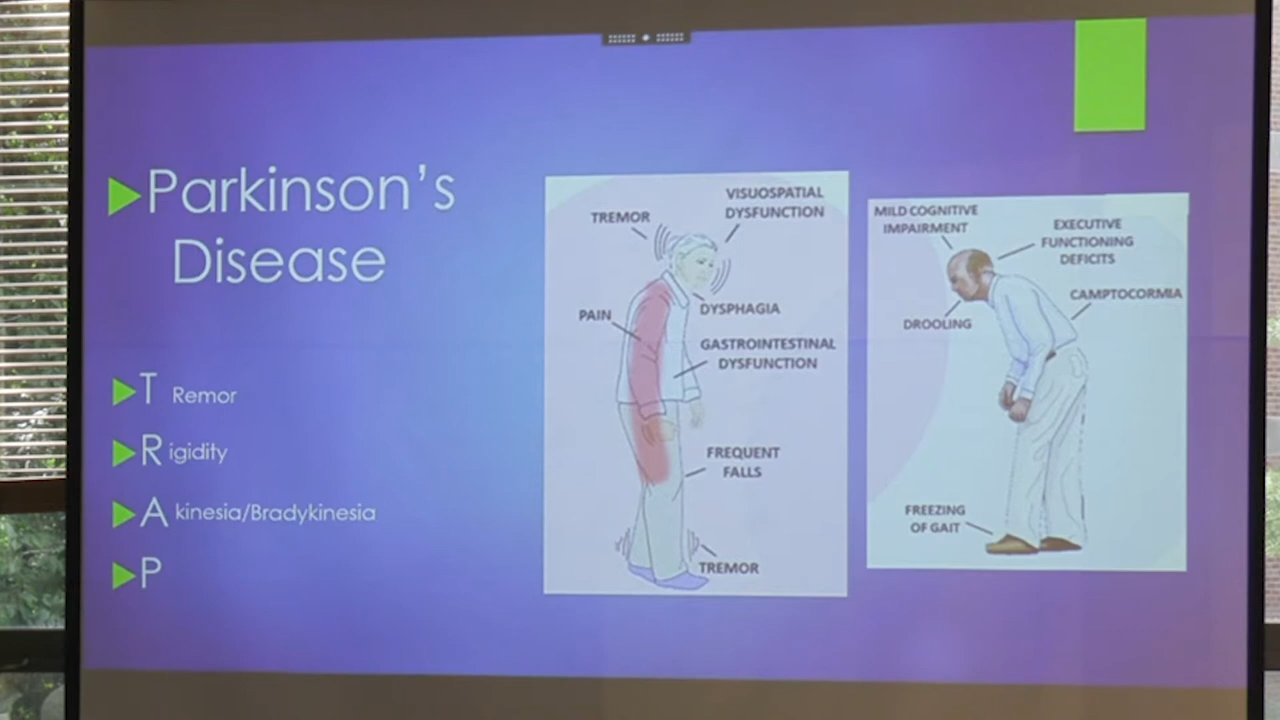 Parkinson's
Disease
T Remor
R igidity
A kinesia/Bradykinesia
P
TREMOR
VISUOSPATIAL
DYSFUNCTION
PAIN
DYSPHAGIA
GASTROINTESTINAL
DYSFUNCTION
FREQUENT
FALLS
TREMOR
MILD COGNITIVE
IMPAIRMENT
EXECUTIVE
FUNCTIONING
DEFICITS
CAMPTOCORMIA
DROOLING
FREEZING
OF GAIT